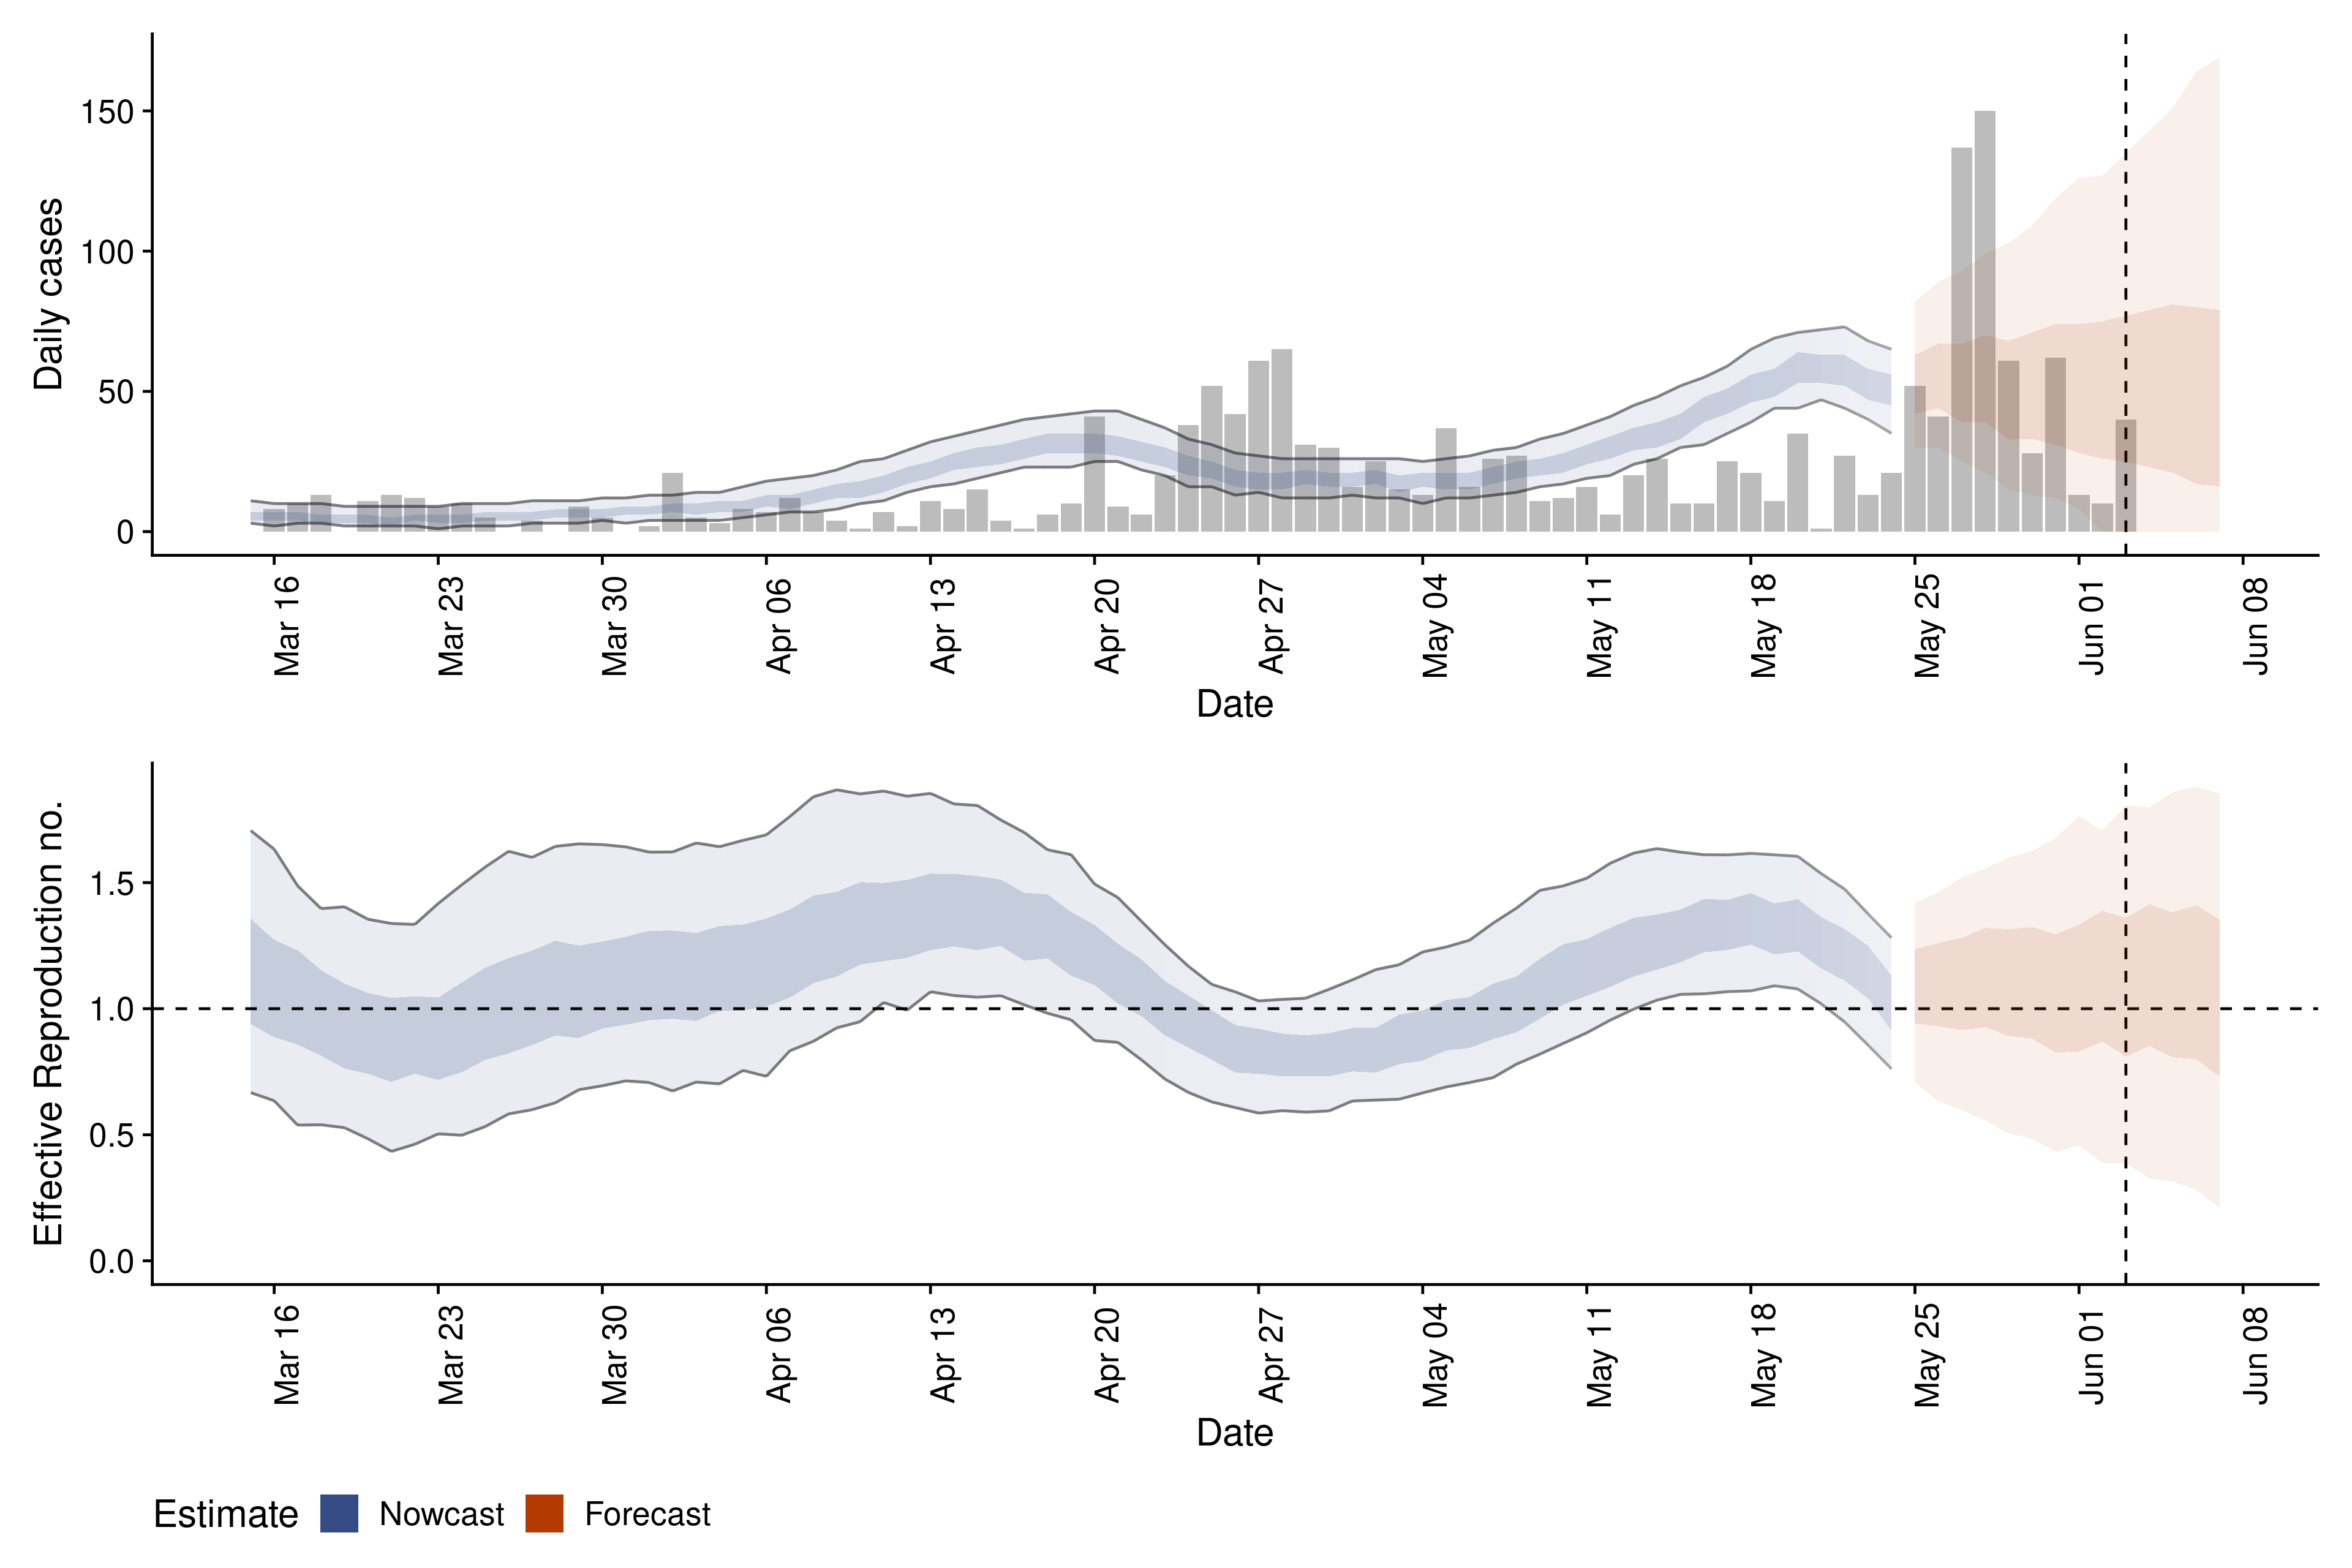 Daily cases
150
100
50
0
Mar 16
Mar 23
Mar 30
Apr 06
Apr 13
Apr 20
Apr 27
May 04
May 11
May 18
May 25
Jun 01
Jun 08
Date
Effective Reproduction no.
1.5
1.0
0.5
0.0
Mar 16
Mar 23
Mar 30
Apr 06
Apr 13
Apr 20
Apr 27
May 04
May 11
May 18
May 25
Jun 01
Jun 08
Date
Estimate Nowcast Forecast